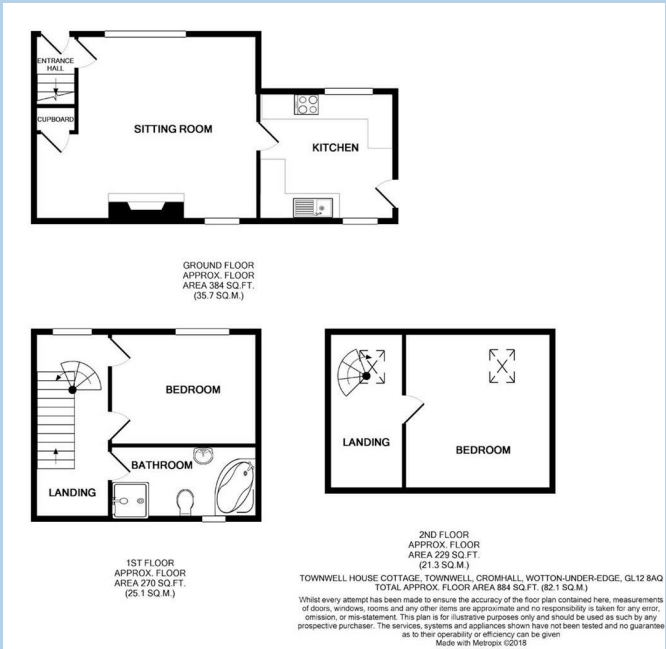 ENTRANCE
HALL
CUPBOARD
SITTING ROOM
KITCHEN
GROUND FLOOR
APPROX. FLOOR
AREA 384 SQ.FT.
(35.7 SQ.M.)
BEDROOM
BATHROOM
LANDING
1ST FLOOR
APPROX. FLOOR
AREA 270 SQ.FT.
(25.1 SQ.M.)
LANDING
BEDROOM
2ND FLOOR
APPROX. FLOOR
AREA 229 SQ.FT.
(21.3 SQ.M.)
TOWNWELL HOUSE COTTAGE, TOWNWELL, CROMHALL, WOTTON-UNDER-EDGE, GL12 8AQ
TOTAL APPROX. FLOOR AREA 884 SQ.FT. (82.1 SQ.M.)
Whilst every attempt has been made to ensure the accuracy of the floor plan contained here, measurements
of doors, windows, rooms and any other items are approximate and no responsibility is taken for any error,
omission, or mis-statement. This plan is for illustrative purposes only and should be used as such by any
prospective purchaser. The services, systems and appliances shown have not been tested and no guarantee
as to their operability or efficiency can be given
Made with Metropix ©2018